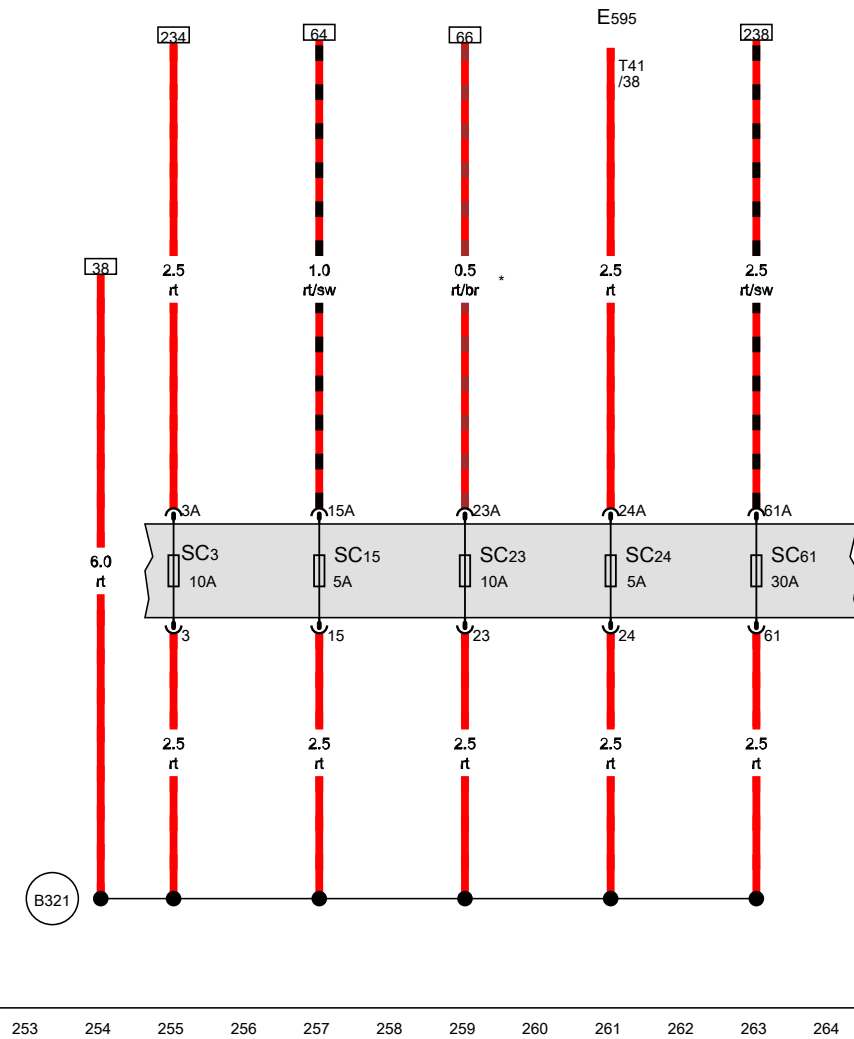 E595
234
64
66
238
T41
/38
38
2.5
rt
1.0
rt/sw
0.5
rt/br
*
2.5
rt
2.5
rt/sw
3A
15A
23A
24A
61A
6.0
rt
SC3
10A
SC15
5A
SC23
10A
SC24
5A
SC61
30A
3
15
23
24
61
2.5
rt
2.5
rt
2.5
rt
2.5
rt
2.5
rt
B321
253 254 255 256 257 258 259 260 261 262 263 264